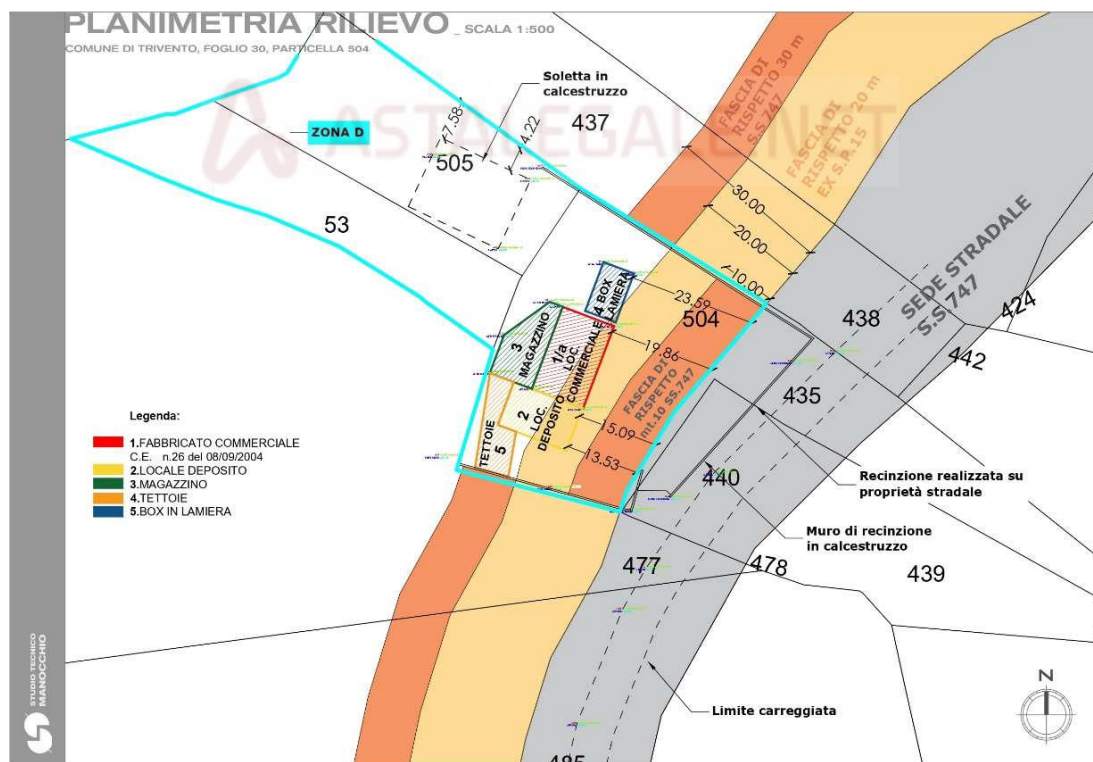 PLANIMETRIA RILIEVO _ SCALA 1:500
COMUNE DI TRIVENTO, FOGLIO 30, PARTICELLA 504
ASTALEGALE.NET
Soletta in
calcestruzzo
437
ZONA D
7.58
4.22
505
53
FASCIA DI
RISPETTO 30 m
S.S.747
FASCIA DI
RISPETTO 20 m
EX S.P.15
30.00
20.00
10.00
SEDE STRADALE
S.S.747
4 BOX
LAMIERA
23.59
504
438
424
442
3
MAGAZZINO
1/a
LOC.
COMMERCIALE
19.86
FASCIA DI
RISPETTO
mt.10 SS.747
435
2
LOC.
DEPOSITO
15.09
TETTOIE
5
13.53
440
Legenda:
1.FABBRICATO COMMERCIALE
C.E. n.26 del 08/09/2004
2.LOCALE DEPOSITO
3.MAGAZZINO
4.TETTOIE
5.BOX IN LAMIERA
Recinzione realizzata su
proprietà stradale
Muro di recinzione
in calcestruzzo
477
478
439
Limite carreggiata
N
485
STUDIO TECNICO
MANOCCHIO